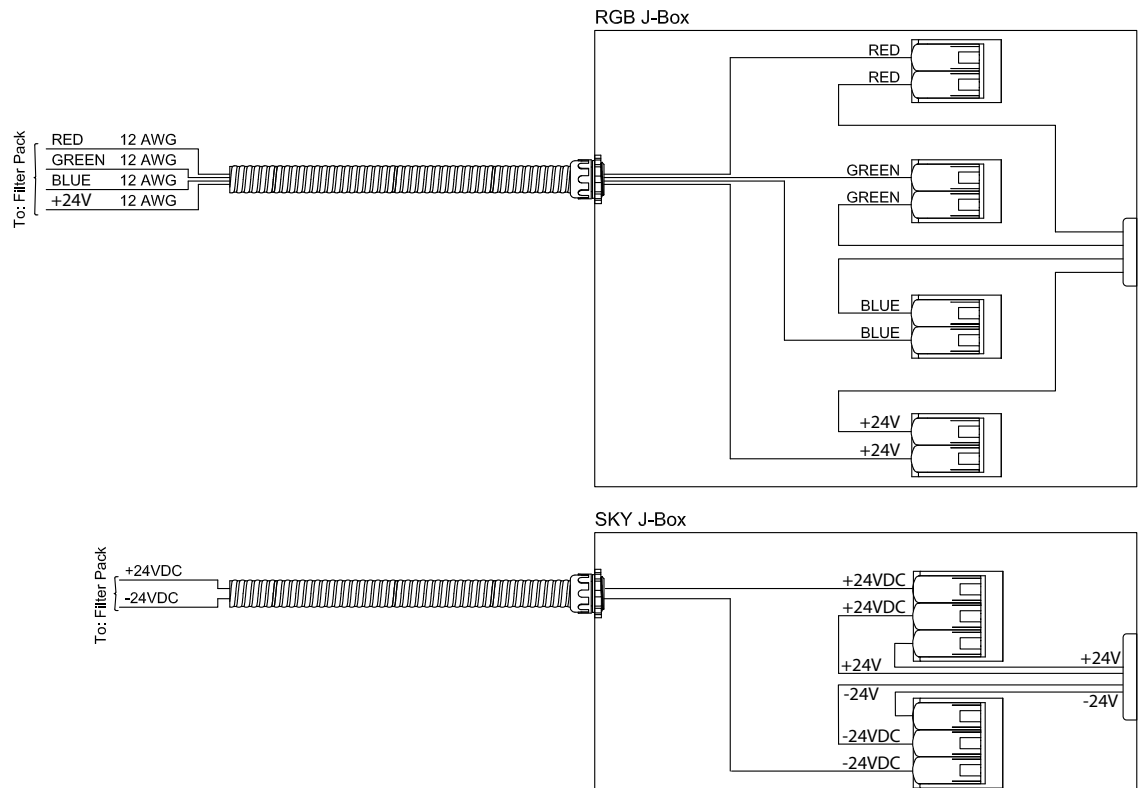 RGB J-Box
RED
RED
To: Filter Pack
RED 12 AWG
GREEN 12 AWG
BLUE 12 AWG
+24V 12 AWG
GREEN
GREEN
BLUE
BLUE
+24V
+24V
SKY J-Box
To: Filter Pack
+24VDC
-24VDC
+24VDC
+24VDC
+24V
+24V
-24V
-24V
-24VDC
-24VDC